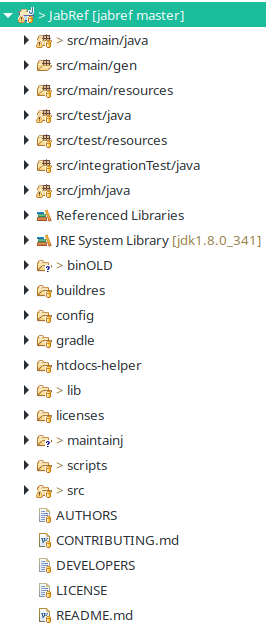 > JabRef [jabref master]
> src/main/java
src/main/gen
src/main/resources
src/test/java
src/test/resources
src/integrationTest/java
src/jmh/java
Referenced Libraries
JRE System Library [jdk1.8.0_341]
> binOLD
buildres
config
gradle
htdocs-helper
> lib
licenses
> maintainj
> scripts
> src
AUTHORS
CONTRIBUTING.md
DEVELOPERS
LICENSE
README.md